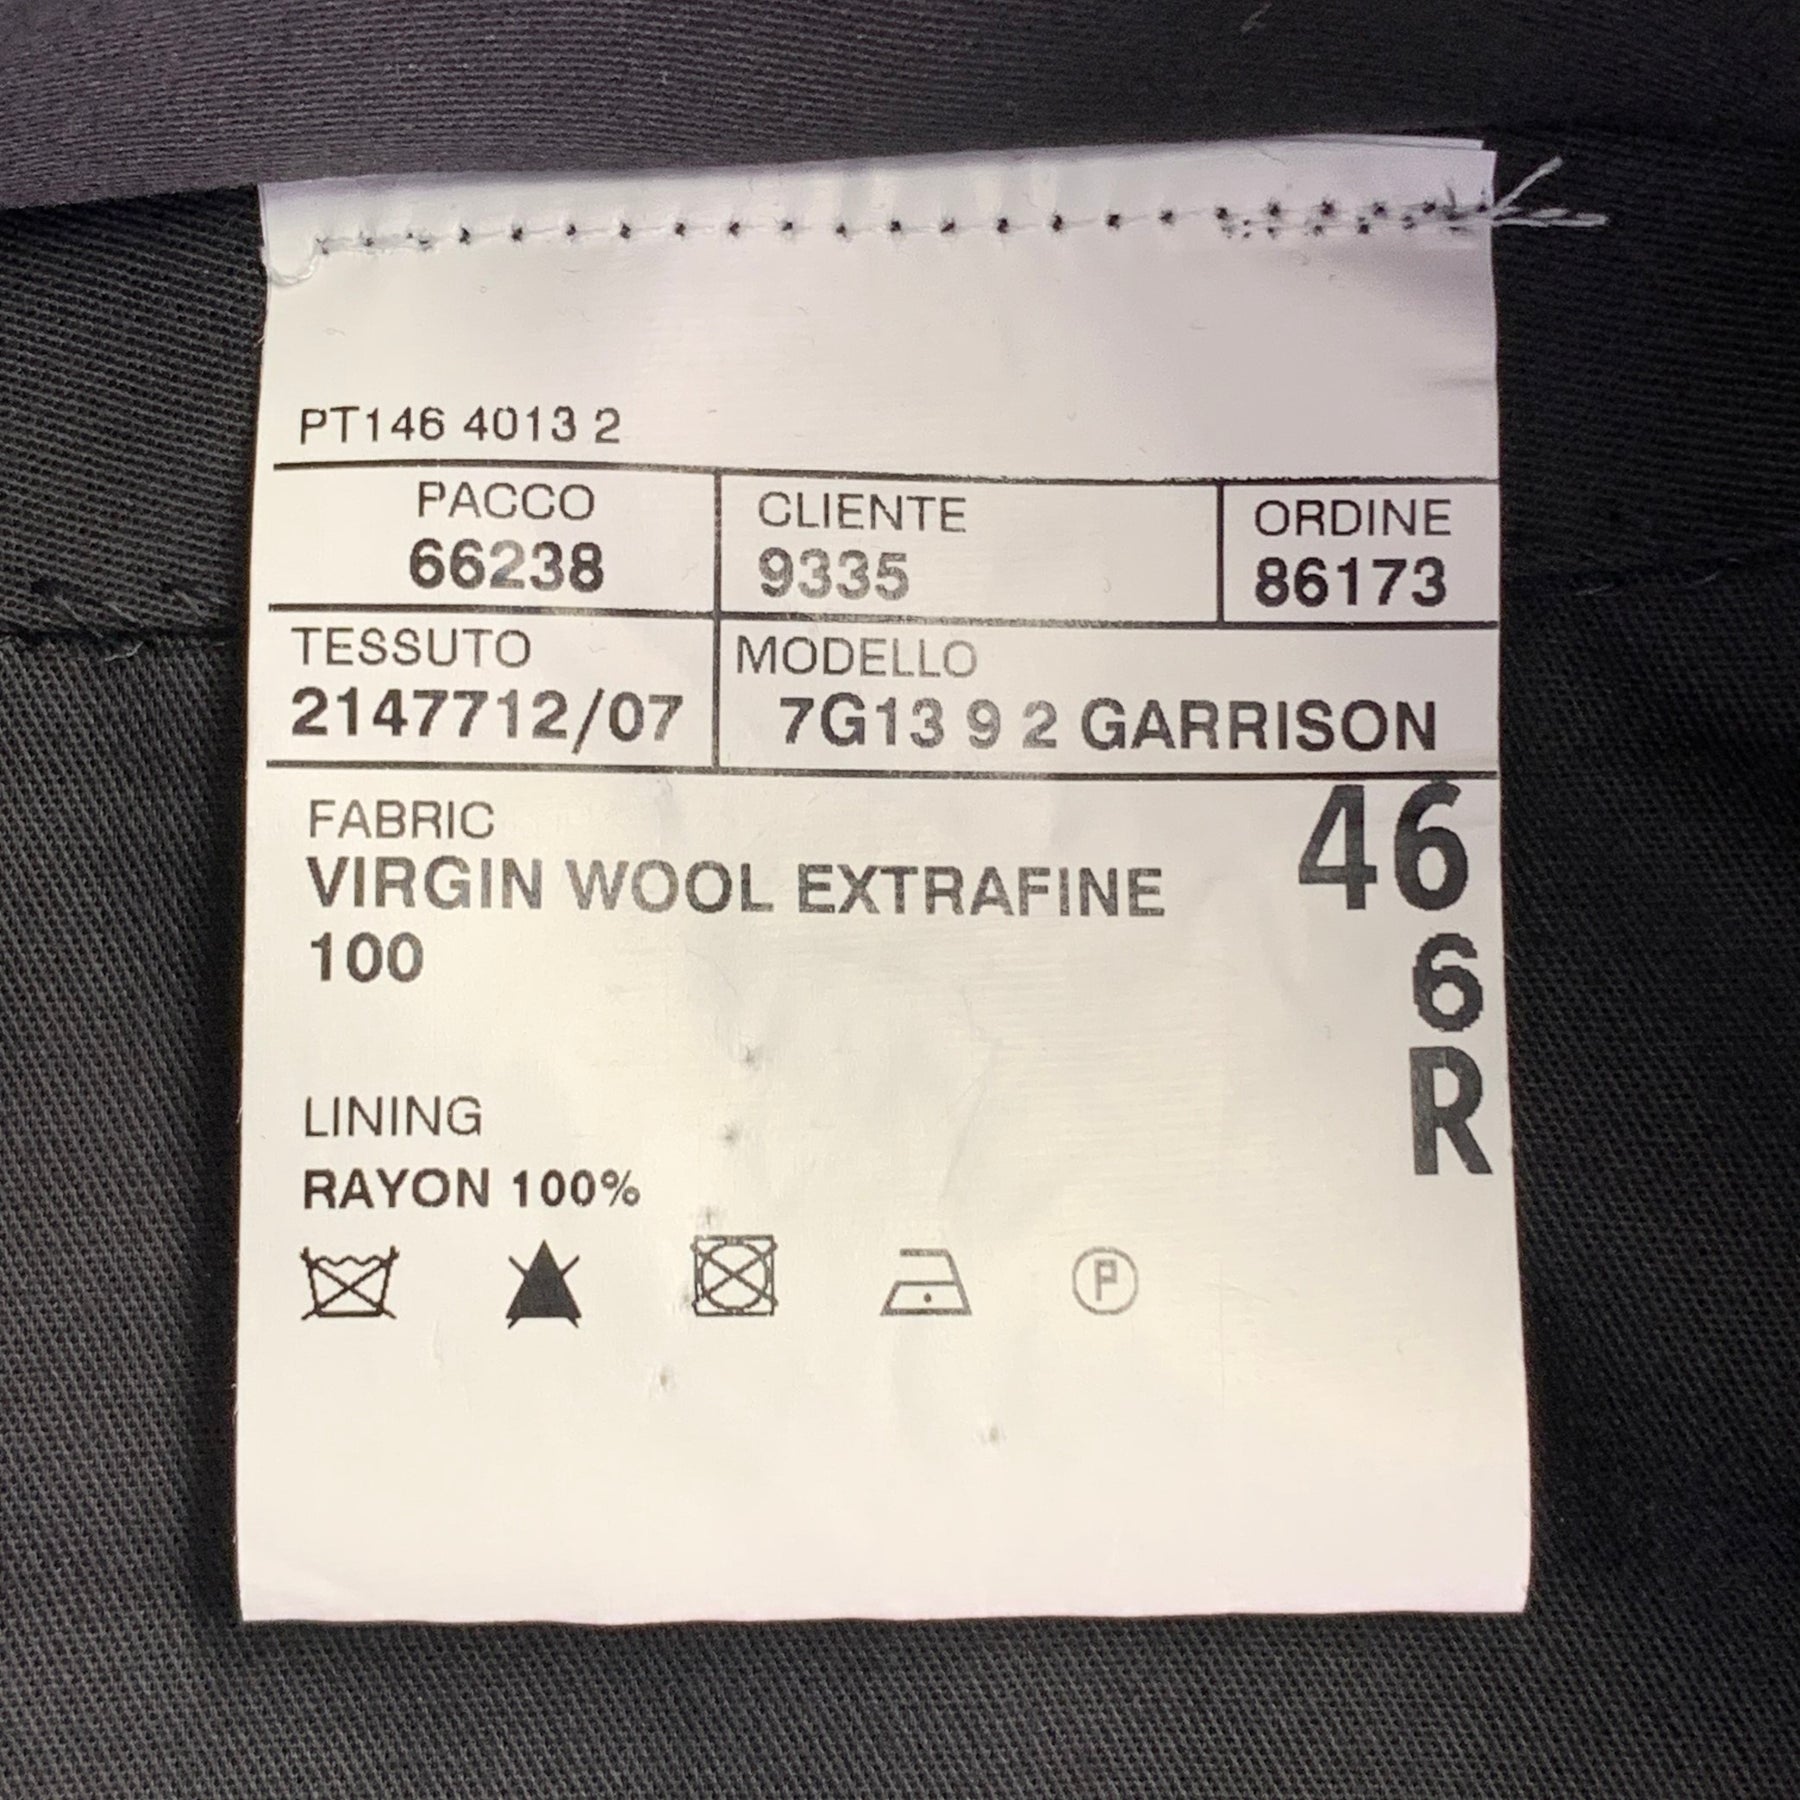 PT146 4013 2
PACCO CLIENTE ORDINE
66238 9335 86173
TESSUTO MODELLO
2147712/07 7G13 9 2 GARRISON
FABRIC
VIRGIN WOOL EXTRAFINE
100
46
6
R
LINING
RAYON 100%
P